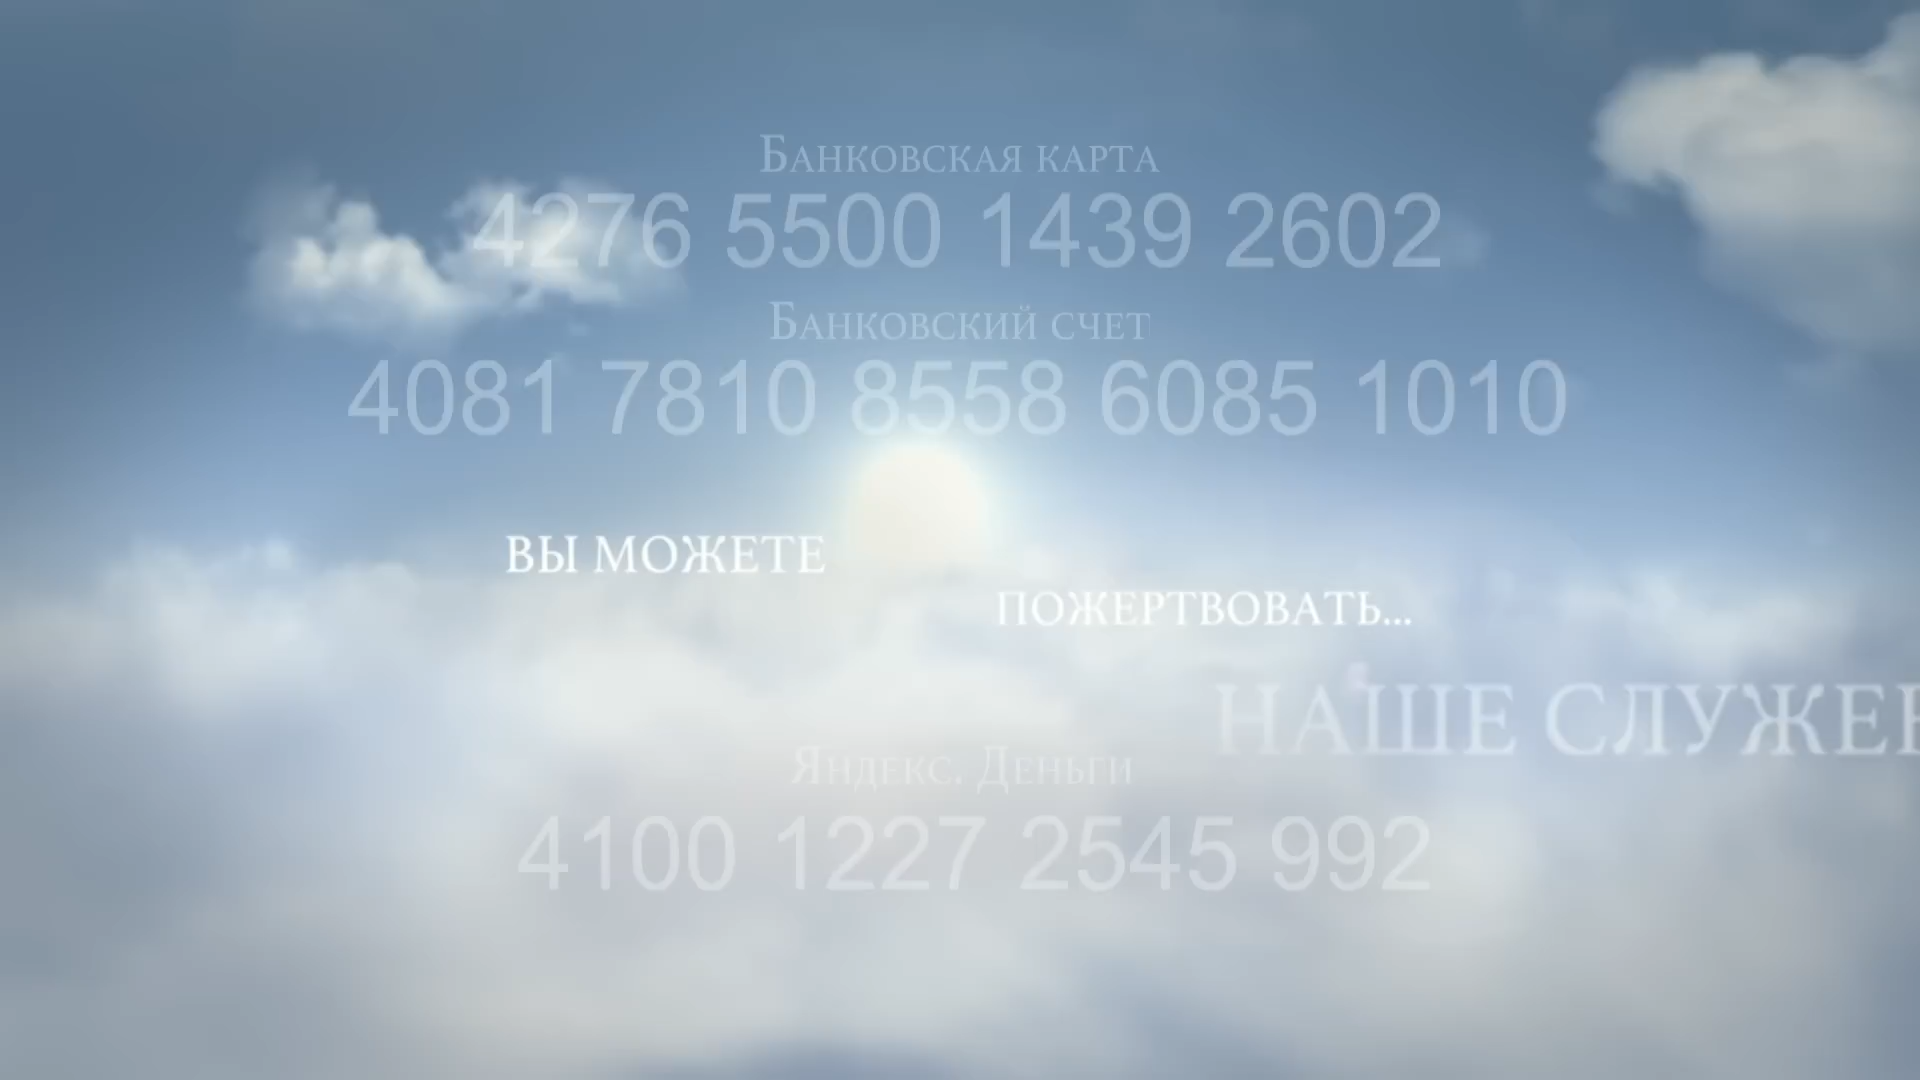 Банковская карта
4276 5500 1439 2602
Банковский счет
4081 7810 8558 6085 1010
ВЫ МОЖЕТЕ
ПОЖЕРТВОВАТЬ...
НАШЕ
Яндекс. Деньги
4100 1227 2545 992